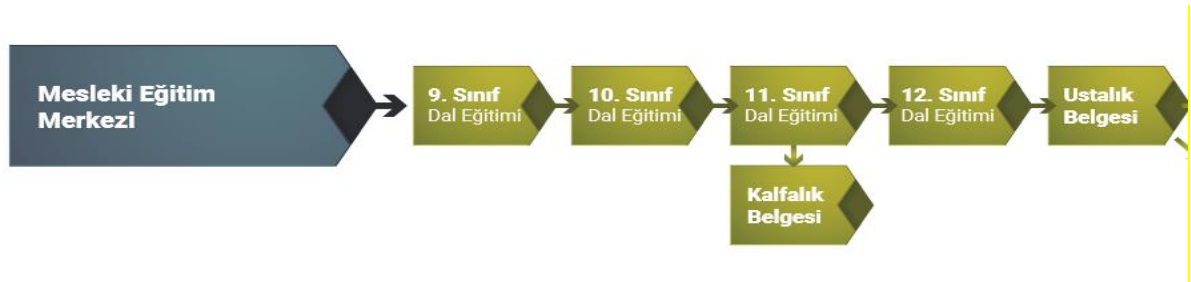 Mesleki Eğitim
Merkezi
9. Sınıf
Dal Eğitimi
10. Sınıf
Dal Eğitimi
11. Sınıf
Dal Eğitimi
12. Sınıf
Dal Eğitimi
Ustalık
Belgesi
Kalfalık
Belgesi